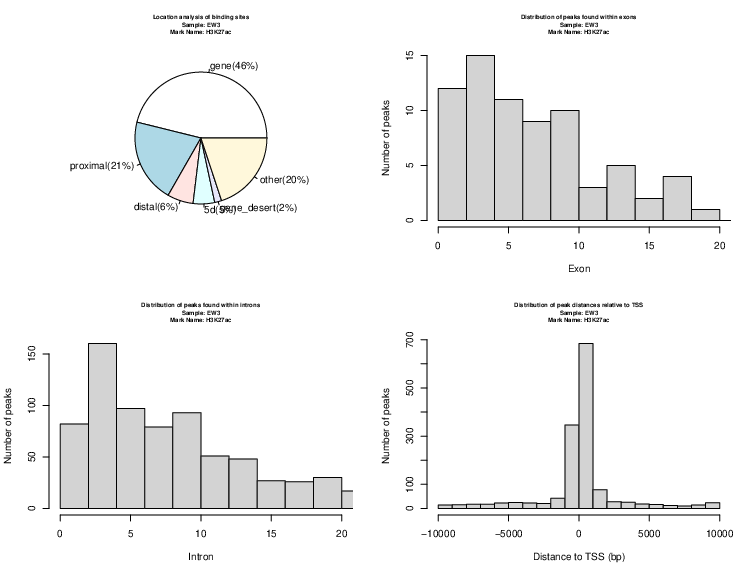 Location analysis of binding sites
Sample: EW3
Mark Name: H3K27ac
gene(46%)
proximal(21%)
distal(6%)
gene_desert(2%)
other(20%)
Distribution of peaks found within exons
Sample: EW3
Mark Name: H3K27ac
Number of peaks
15
10
5
0
0 5 10 15 20
Exon
Distribution of peaks found within introns
Sample: EW3
Mark Name: H3K27ac
Number of peaks
150
100
50
0
0 5 10 15 20
Intron
Distribution of peak distances relative to TSS
Sample: EW3
Mark Name: H3K27ac
Number of peaks
700
500
300
100
0
−10000 −5000 0 5000 10000
Distance to TSS (bp)